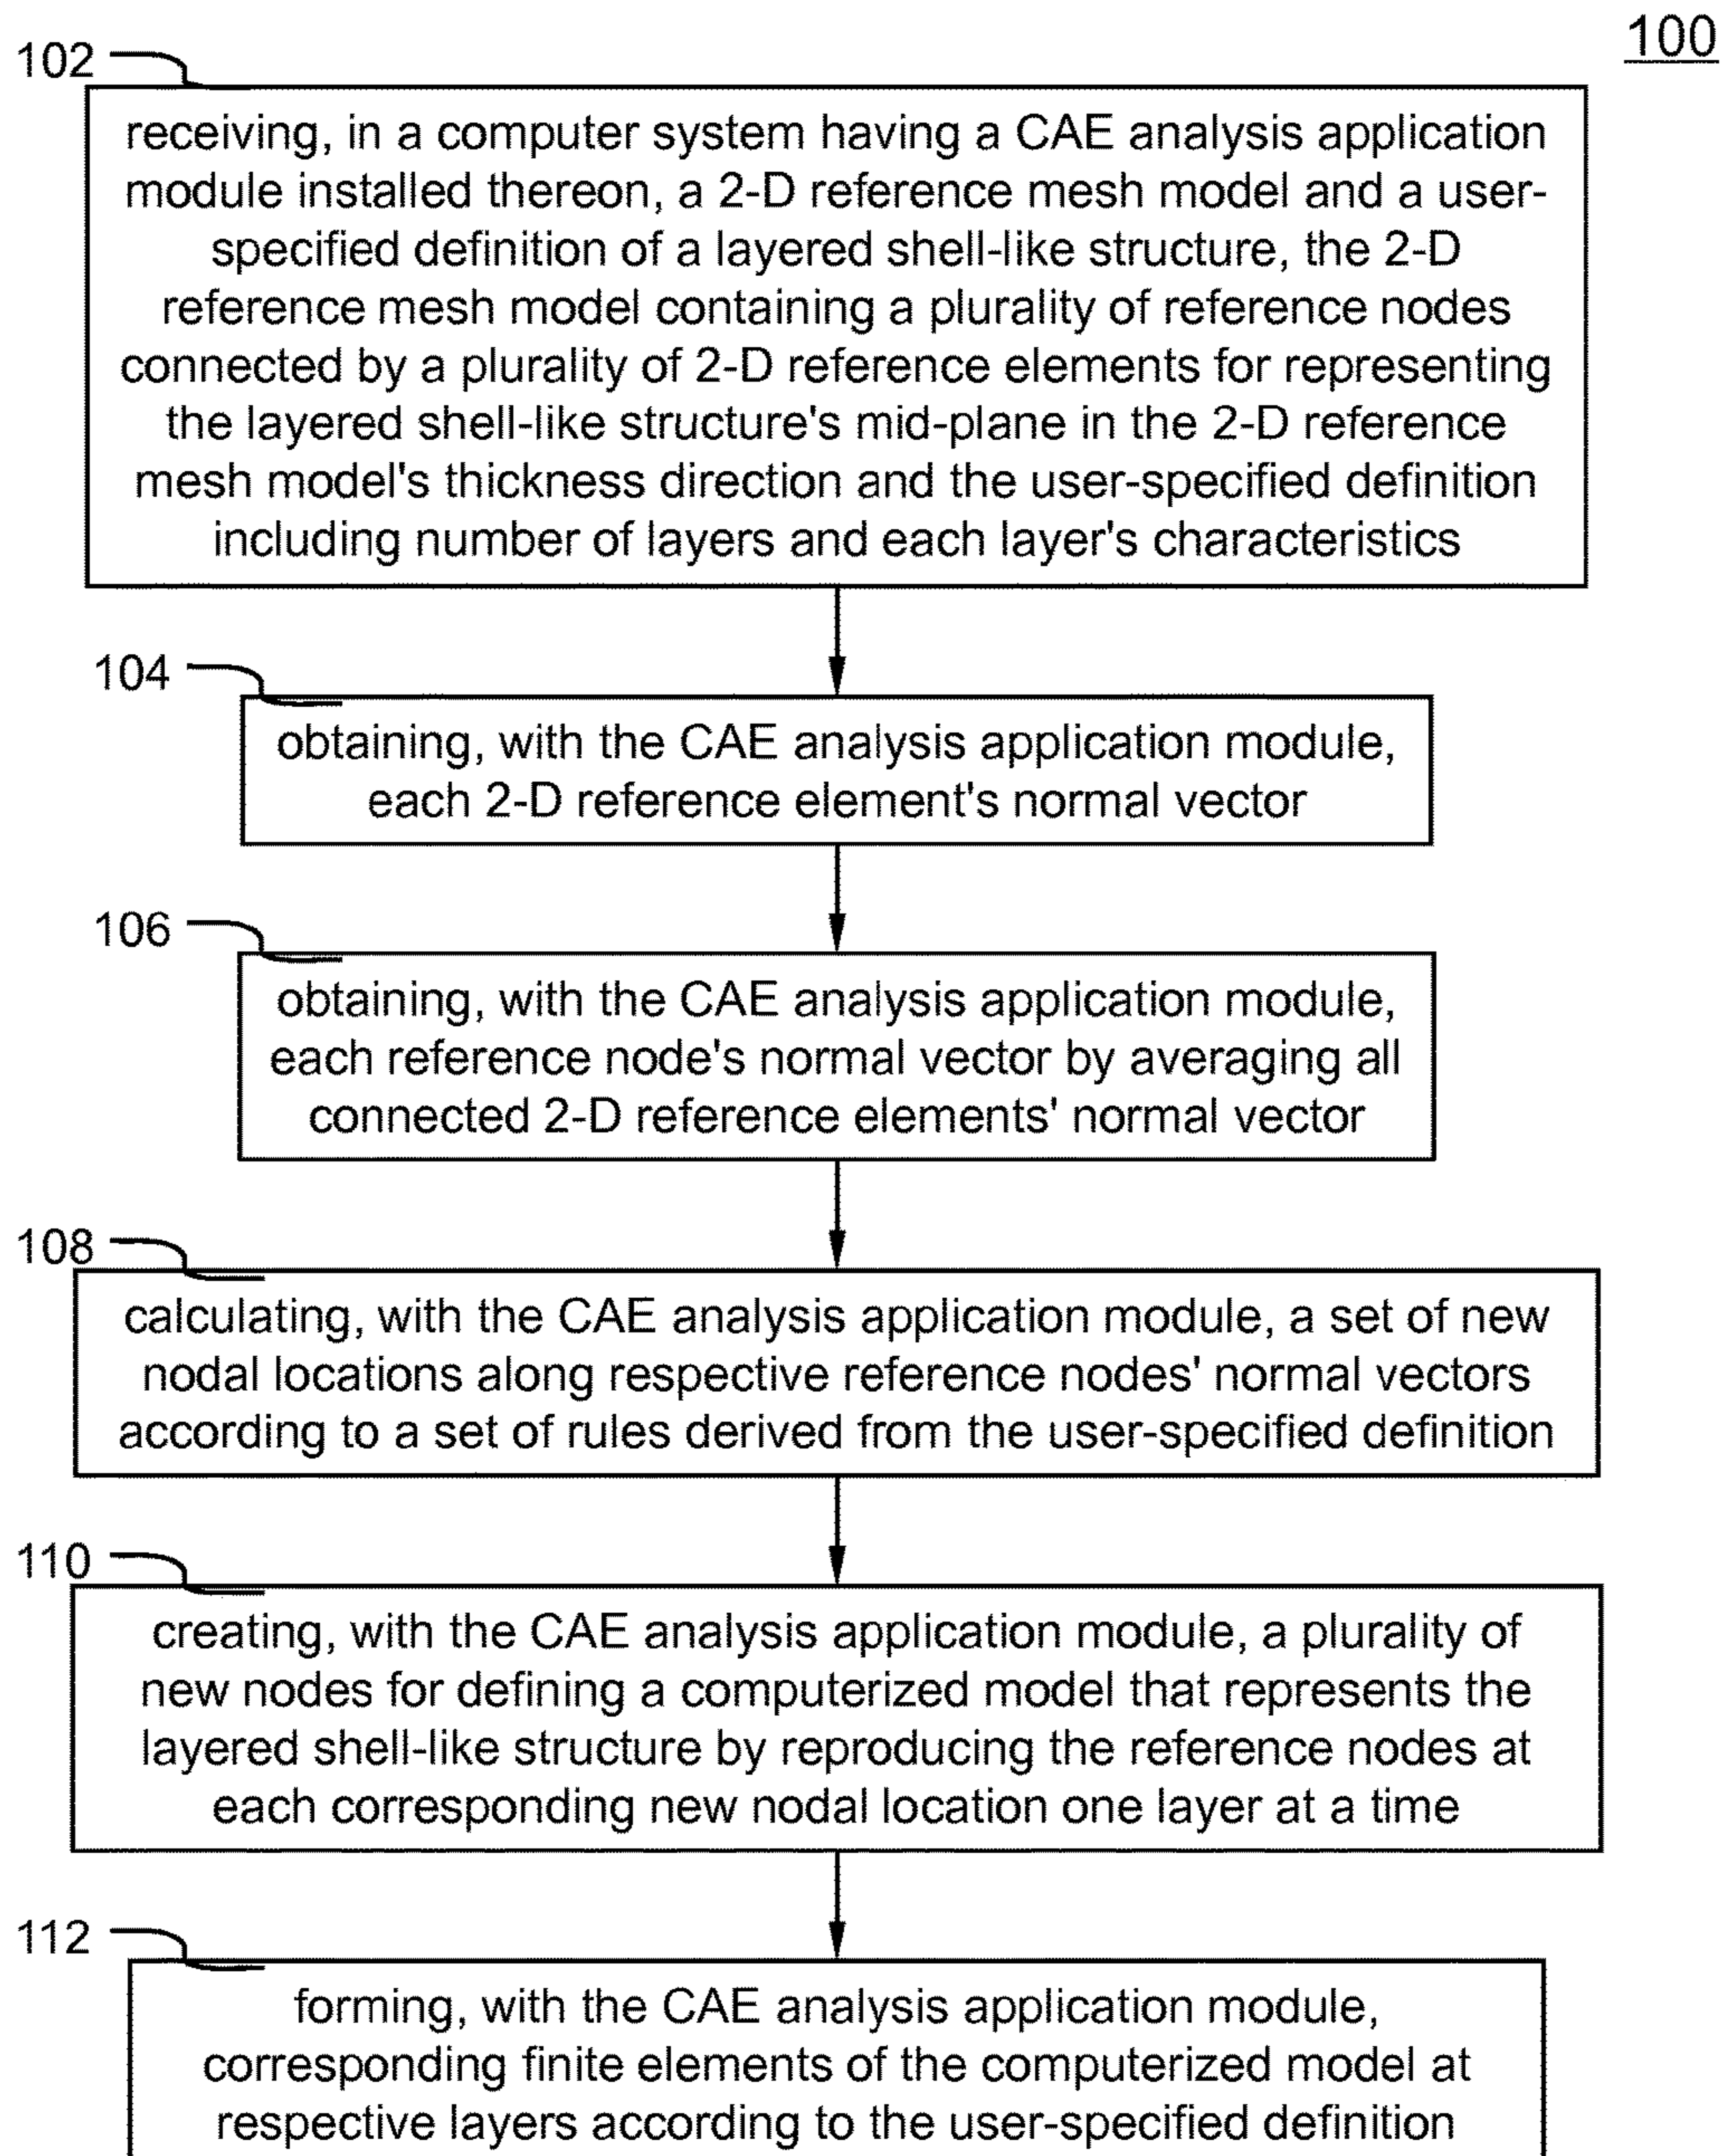 100
102
receiving, in a computer system having a CAE analysis application
module installed thereon, a 2-D reference mesh model and a user-
specified definition of a layered shell-like structure, the 2-D
reference mesh model containing a plurality of reference nodes
connected by a plurality of 2-D reference elements for representing
the layered shell-like structure's mid-plane in the 2-D reference
mesh model's thickness direction and the user-specified definition
including number of layers and each layer's characteristics
104
obtaining, with the CAE analysis application module,
each 2-D reference element's normal vector
106
obtaining, with the CAE analysis application module,
each reference node's normal vector by averaging all
connected 2-D reference elements' normal vector
108
calculating, with the CAE analysis application module, a set of new
nodal locations along respective reference nodes' normal vectors
according to a set of rules derived from the user-specified definition
110
creating, with the CAE analysis application module, a plurality of
new nodes for defining a computerized model that represents the
layered shell-like structure by reproducing the reference nodes at
each corresponding new nodal location one layer at a time
112
forming, with the CAE analysis application module,
corresponding finite elements of the computerized model at
respective layers according to the user-specified definition